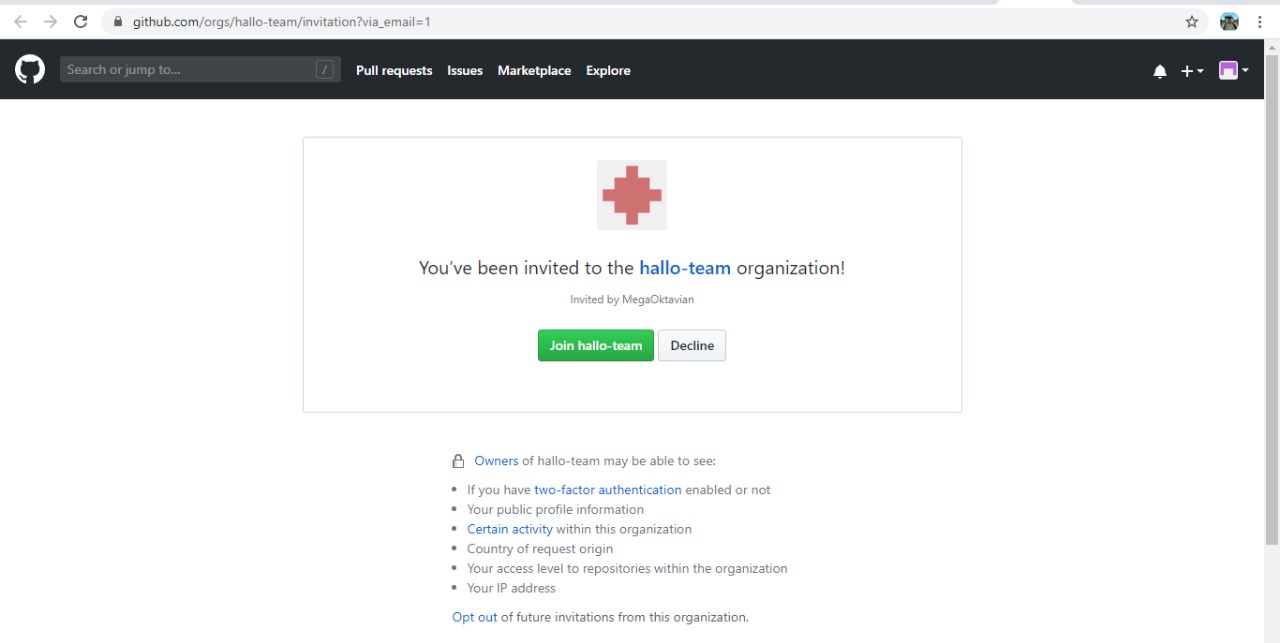 github.com/orgs/hallo-team/invitation?via_email=1
Search or jump to... / Pull requests Issues Marketplace Explore
You’ve been invited to the hallo-team organization!
Invited by MegaOktavian
Join hallo-team Decline
Owners of hallo-team may be able to see:
• If you have two-factor authentication enabled or not
• Your public profile information
• Certain activity within this organization
• Country of request origin
• Your access level to repositories within the organization
• Your IP address
Opt out of future invitations from this organization.